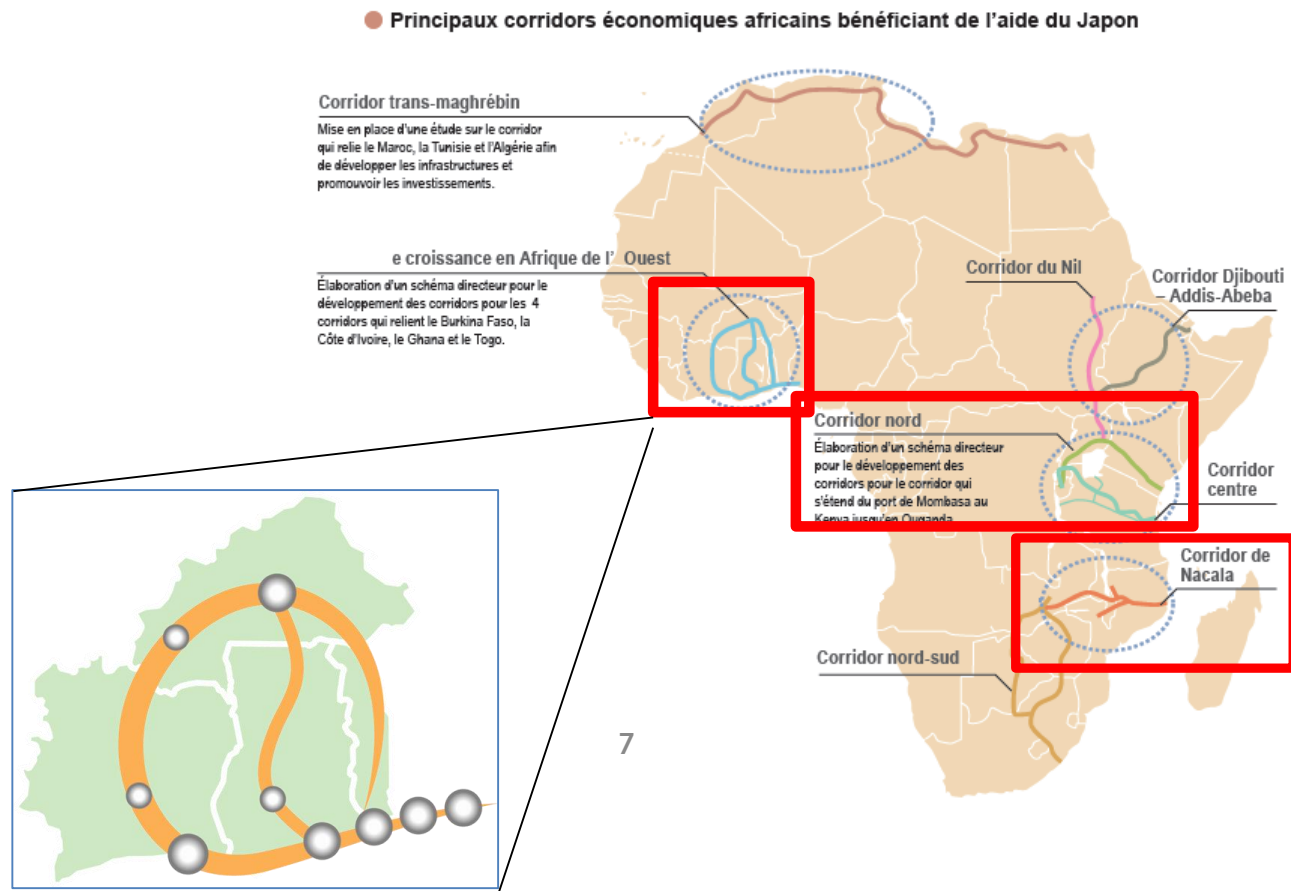 Principaux corridors économiques africains bénéficiant de l'aide du Japon
Corridor trans-maghrébin
Mise en place d'une étude sur le corridor
qui relie le Maroc, la Tunisie et l'Algérie afin
de développer les infrastructures et
promouvoir les investissements.
e croissance en Afrique de l' Ouest
Élaboration d'un schéma directeur pour le
développement des corridors pour les 4
corridors qui relient le Burkina Faso, la
Côte d'Ivoire, le Ghana et le Togo.
Corridor du Nil
Corridor Djibouti
– Addis-Abeba
Corridor nord
Élaboration d'un schéma directeur
pour le développement des
corridors pour le corridor qui
s'étend du port de Mombasa au
Kenya jusqu'en Ouganda
Corridor
centre
Corridor de
Nacala
Corridor nord-sud
7